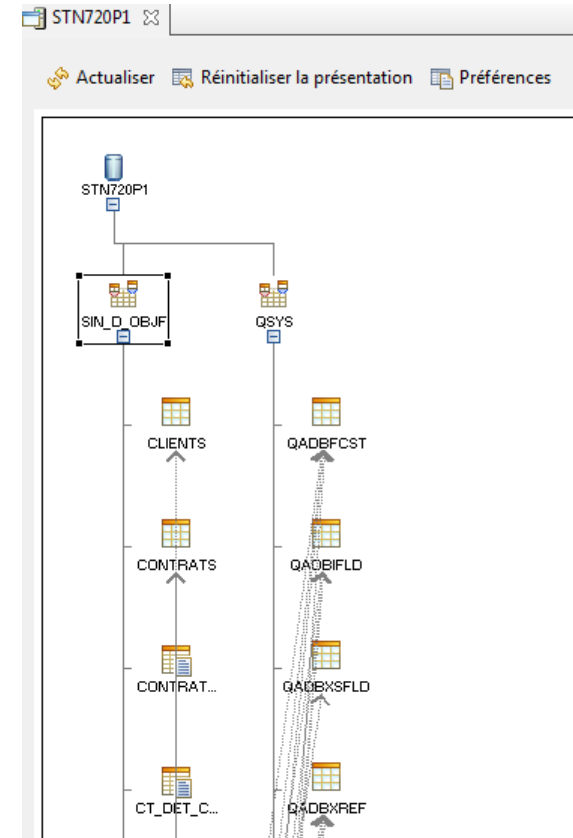 STN720P1
Actualiser Réinitialiser la présentation Préférences
STN720P1
SIN_D_OBJF QSYS
CLIENTS QADBFCST
CONTRATS QADBIFLD
CONTRAT... QADBXSFLD
CT_DET_C... QADBXREF